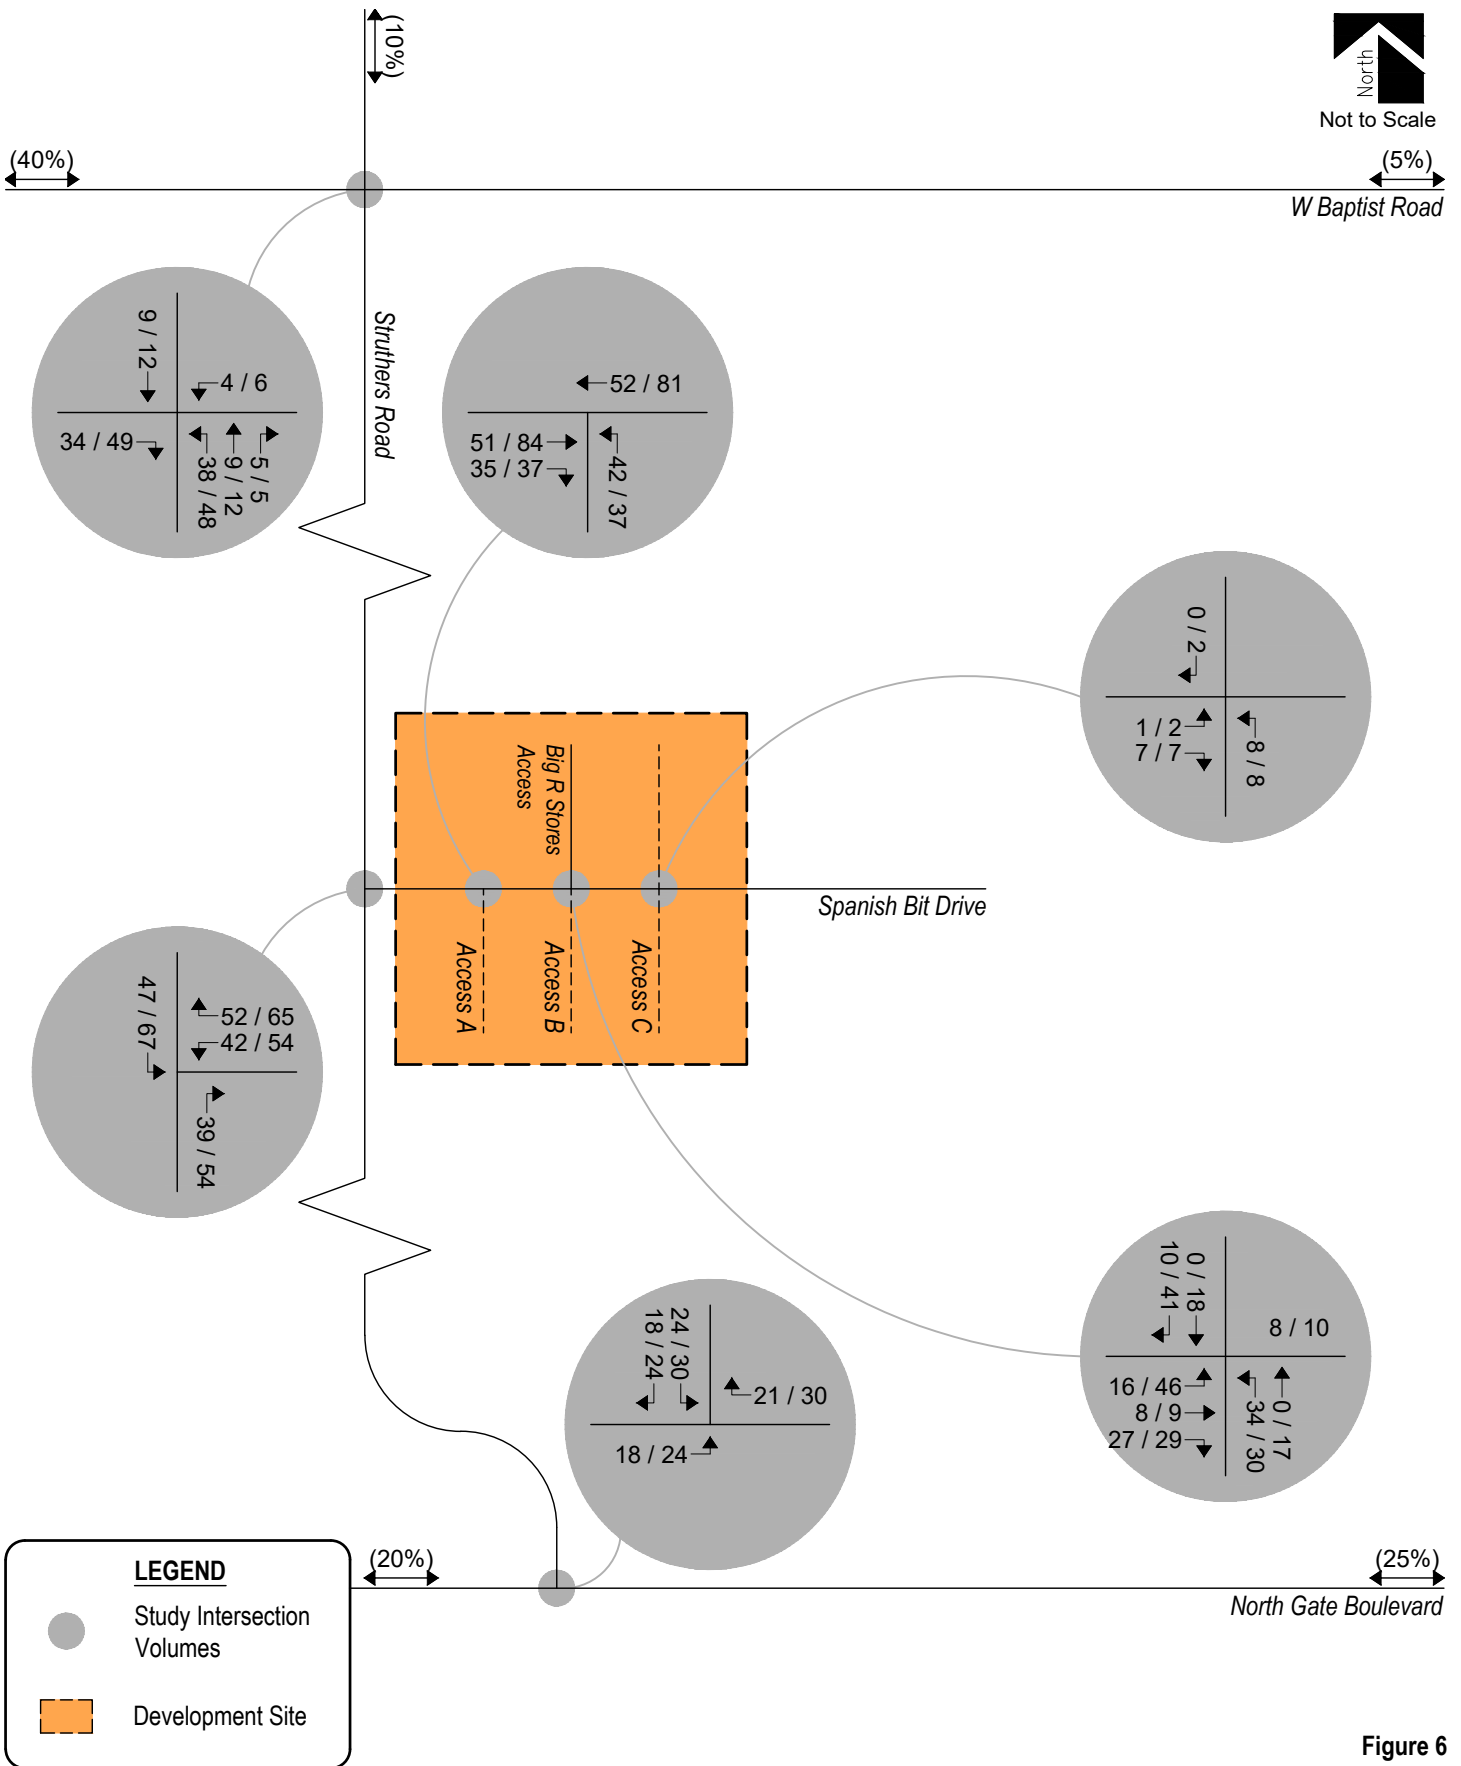 (10%)
North
Not to Scale
(40%)
(5%)
W Baptist Road
Struthers Road
9 / 12
4 / 6
34 / 49
38 / 48
9 / 12
5 / 5
52 / 81
51 / 84
35 / 37
42 / 37
0 / 2
1 / 2
7 / 7
8 / 8
Big R Stores
Access
Spanish Bit Drive
Access A
Access B
Access C
47 / 67
52 / 65
42 / 54
39 / 54
10 / 41
0 / 18
8 / 10
16 / 46
8 / 9
27 / 29
34 / 30
0 / 17
18 / 24
24 / 30
21 / 30
18 / 24
(20%)
(25%)
North Gate Boulevard
LEGEND
Study Intersection
Volumes
Development Site
Figure 6